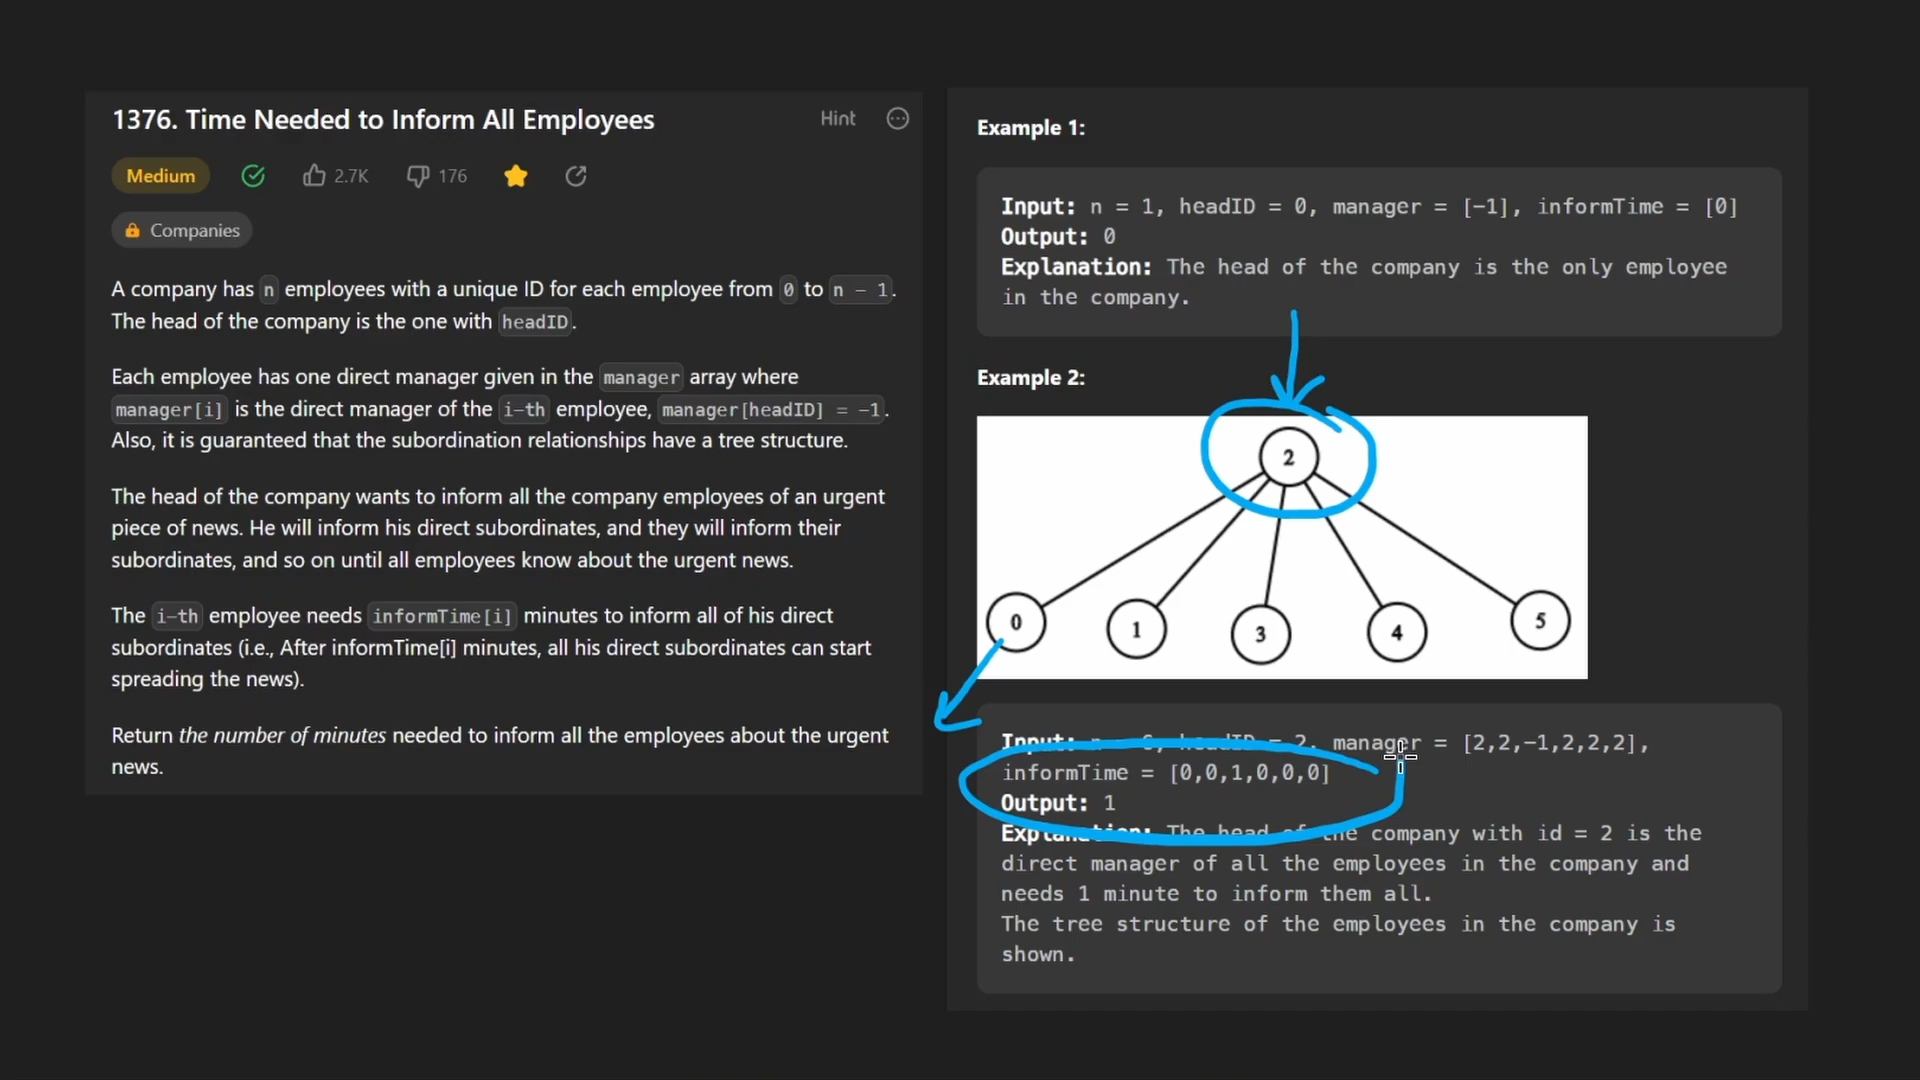 1376. Time Needed to Inform All Employees
Hint
Medium
2.7K
176
Companies
A company has n employees with a unique ID for each employee from 0 to n - 1.
The head of the company is the one with headID.
Each employee has one direct manager given in the manager array where
manager[i] is the direct manager of the i-th employee, manager[headID] = -1.
Also, it is guaranteed that the subordination relationships have a tree structure.
The head of the company wants to inform all the company employees of an urgent
piece of news. He will inform his direct subordinates, and they will inform their
subordinates, and so on until all employees know about the urgent news.
The i-th employee needs informTime[i] minutes to inform all of his direct
subordinates (i.e., After informTime[i] minutes, all his direct subordinates can start
spreading the news).
Return the number of minutes needed to inform all the employees about the urgent
news.
Example 1:
Input: n = 1, headID = 0, manager = [-1], informTime = [0]
Output: 0
Explanation: The head of the company is the only employee
in the company.
Example 2:
2
0 1 3 4 5
Input: n = 6, headID = 2, manager = [2,2,-1,2,2,2],
informTime = [0,0,1,0,0,0]
Output: 1
Explanation: The head of the company with id = 2 is the
direct manager of all the employees in the company and
needs 1 minute to inform them all.
The tree structure of the employees in the company is
shown.